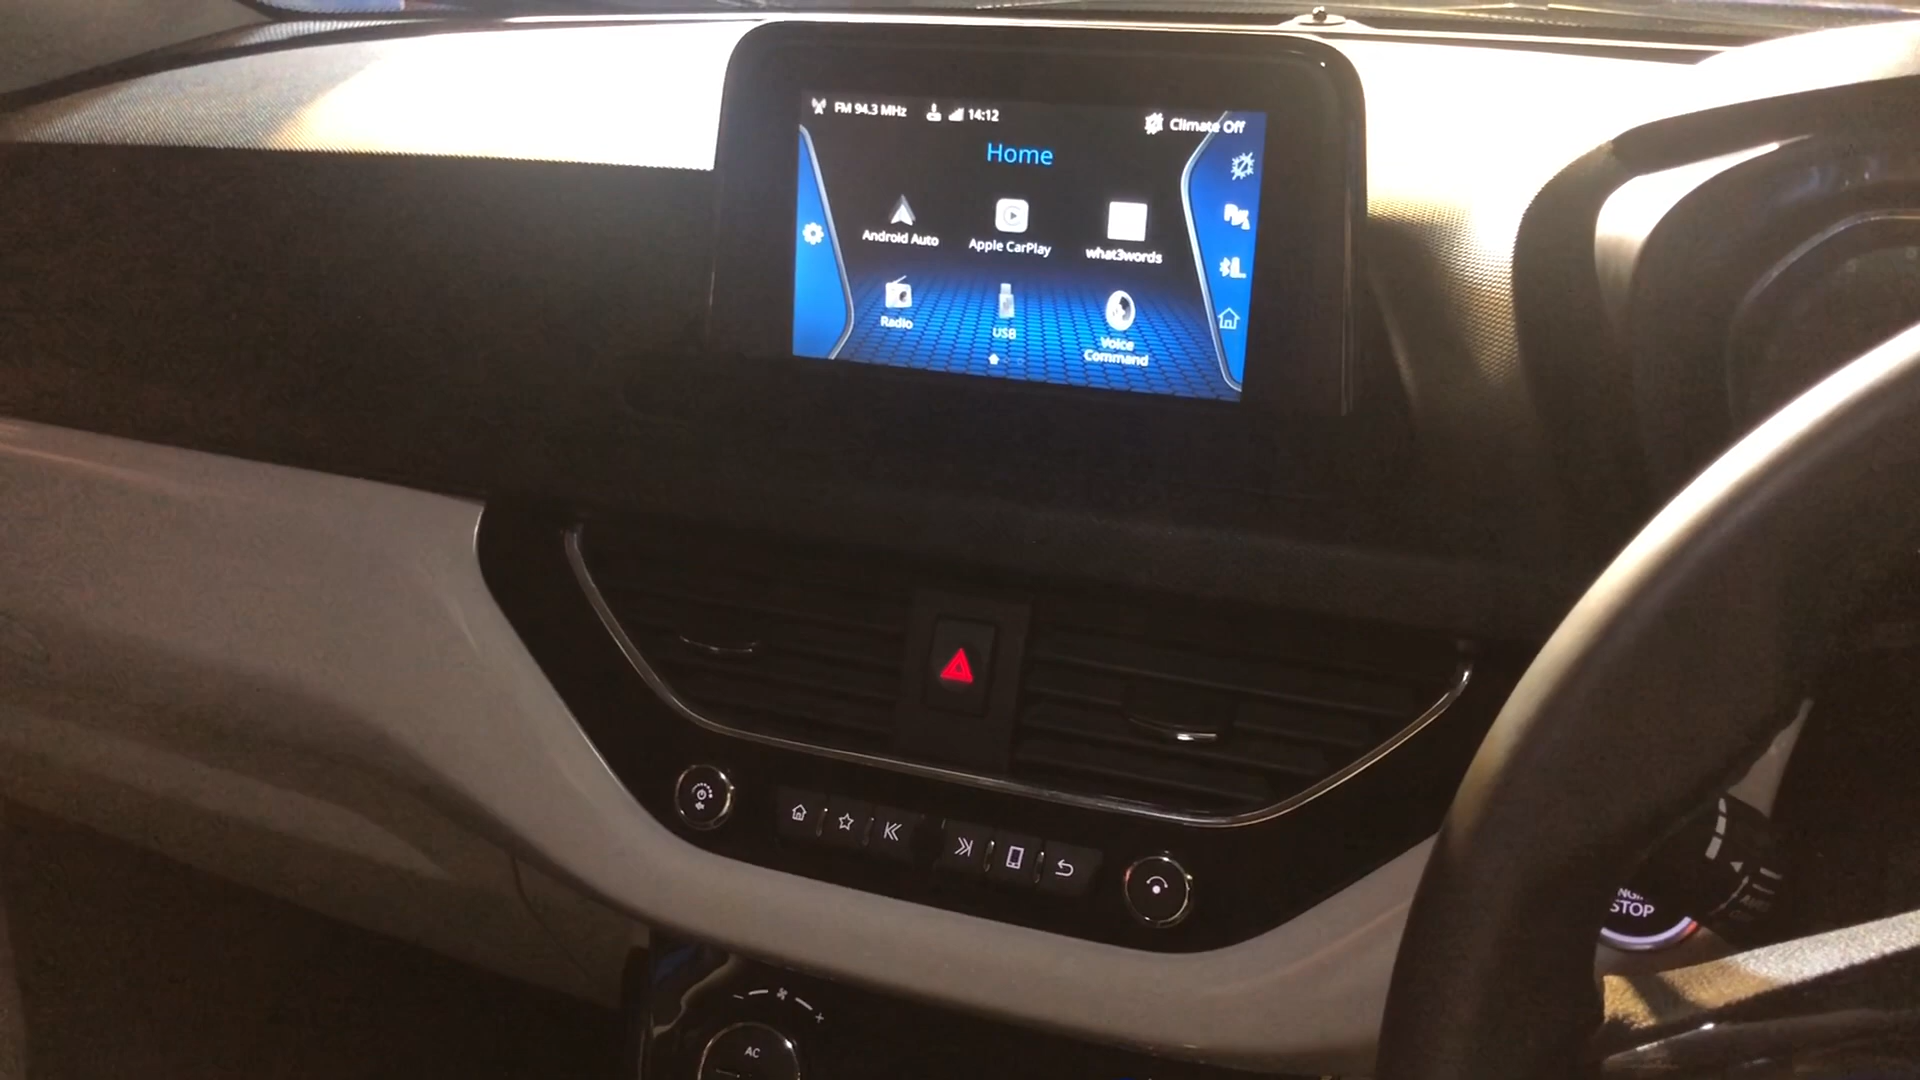 FM 94.3 MHz
14:12
Climate Off
Home
Android Auto
Apple CarPlay
what3words
Radio
USB
Voice
Command
STOP
AC